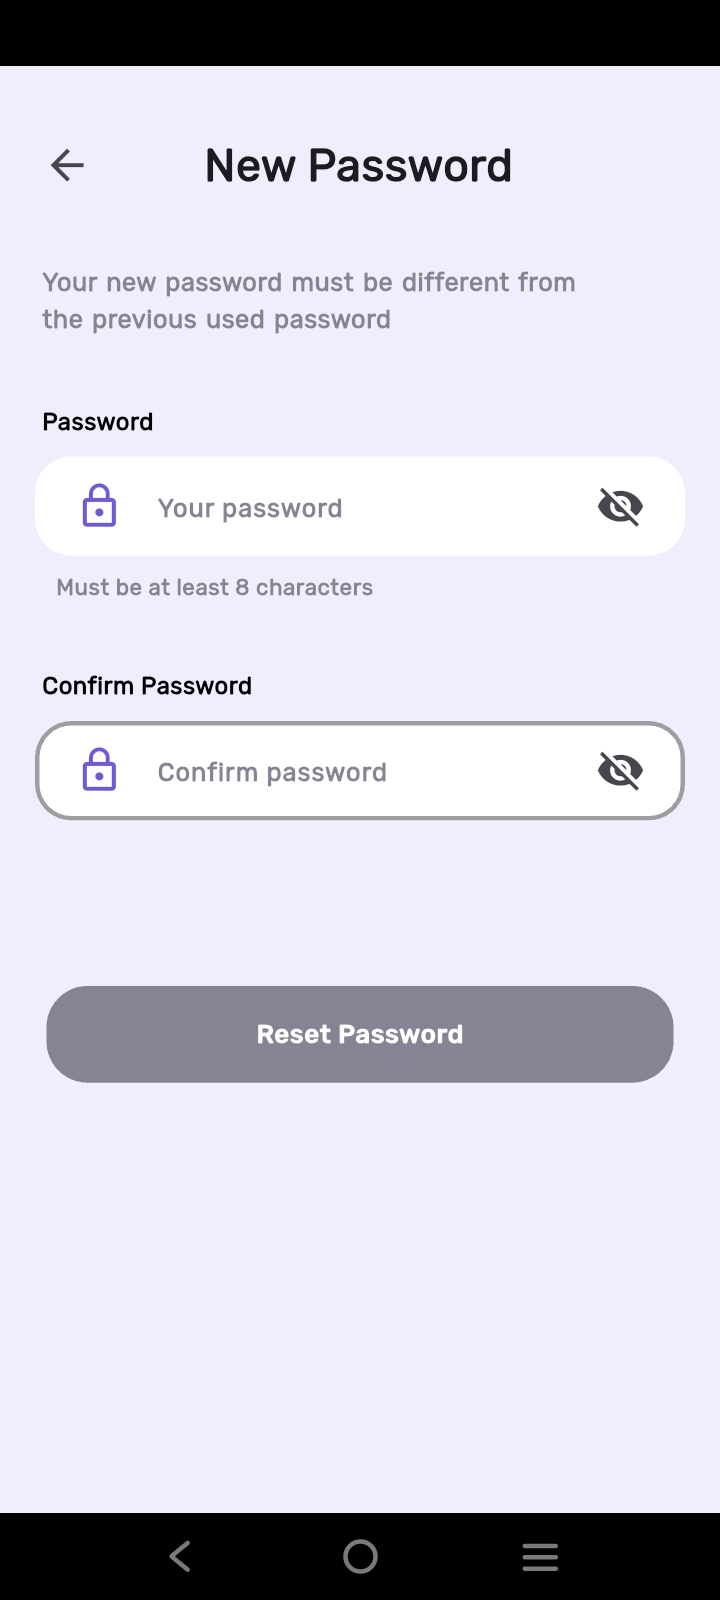 New Password
Your new password must be different from
the previous used password
Password
Your password
Must be at least 8 characters
Confirm Password
Confirm password
Reset Password